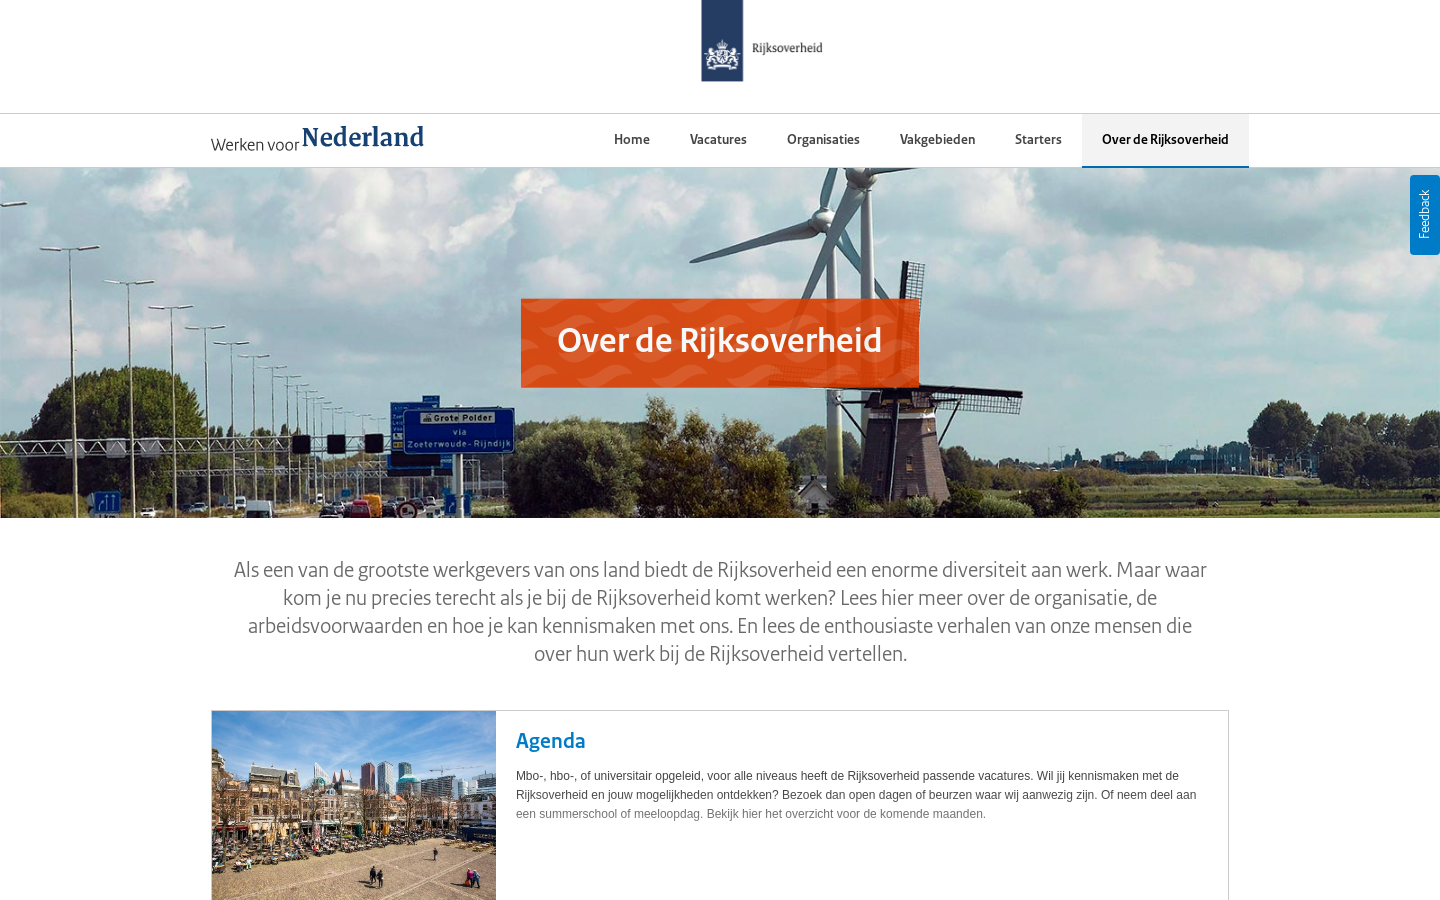 Rijksoverheid
Werken voor Nederland
Home
Vacatures
Organisaties
Vakgebieden
Starters
Over de Rijksoverheid
Feedback
Over de Rijksoverheid
Grote Polder
via
Zoeterwoude-Rijndijk
Als een van de grootste werkgevers van ons land biedt de Rijksoverheid een enorme diversiteit aan werk. Maar waar
kom je nu precies terecht als je bij de Rijksoverheid komt werken? Lees hier meer over de organisatie, de
arbeidsvoorwaarden en hoe je kan kennismaken met ons. En lees de enthousiaste verhalen van onze mensen die
over hun werk bij de Rijksoverheid vertellen.
Agenda
Mbo-, hbo-, of universitair opgeleid, voor alle niveaus heeft de Rijksoverheid passende vacatures. Wil jij kennismaken met de
Rijksoverheid en jouw mogelijkheden ontdekken? Bezoek dan open dagen of beurzen waar wij aanwezig zijn. Of neem deel aan
een summerschool of meeloopdag. Bekijk hier het overzicht voor de komende maanden.